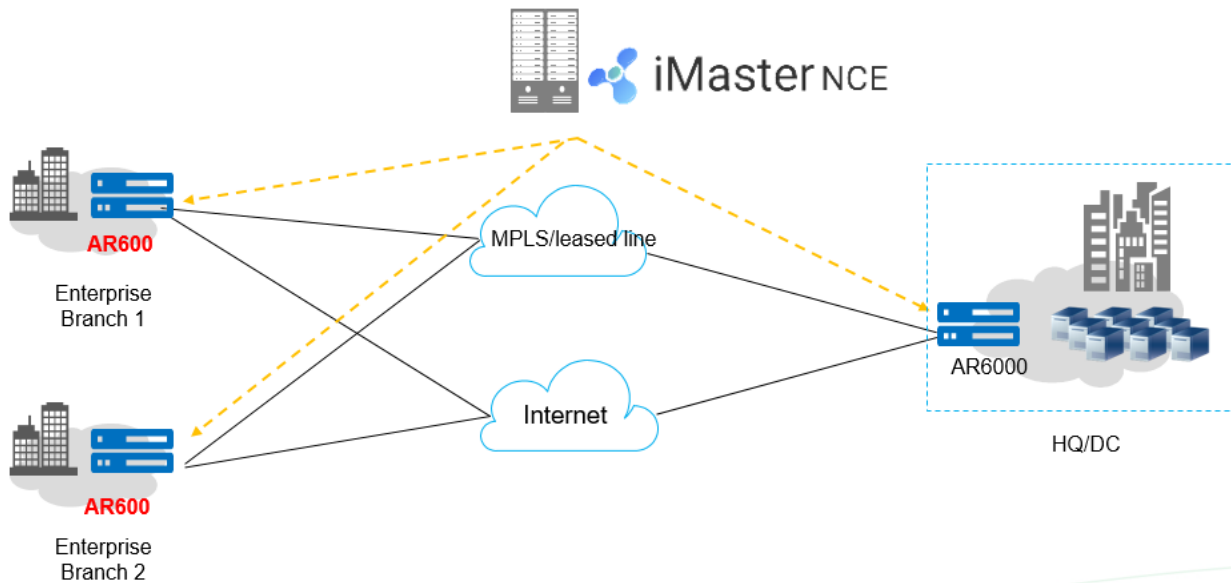 iMaster NCE
AR600
Enterprise
Branch 1
MPLS/leased line
AR6000
HQ/DC
Internet
AR600
Enterprise
Branch 2